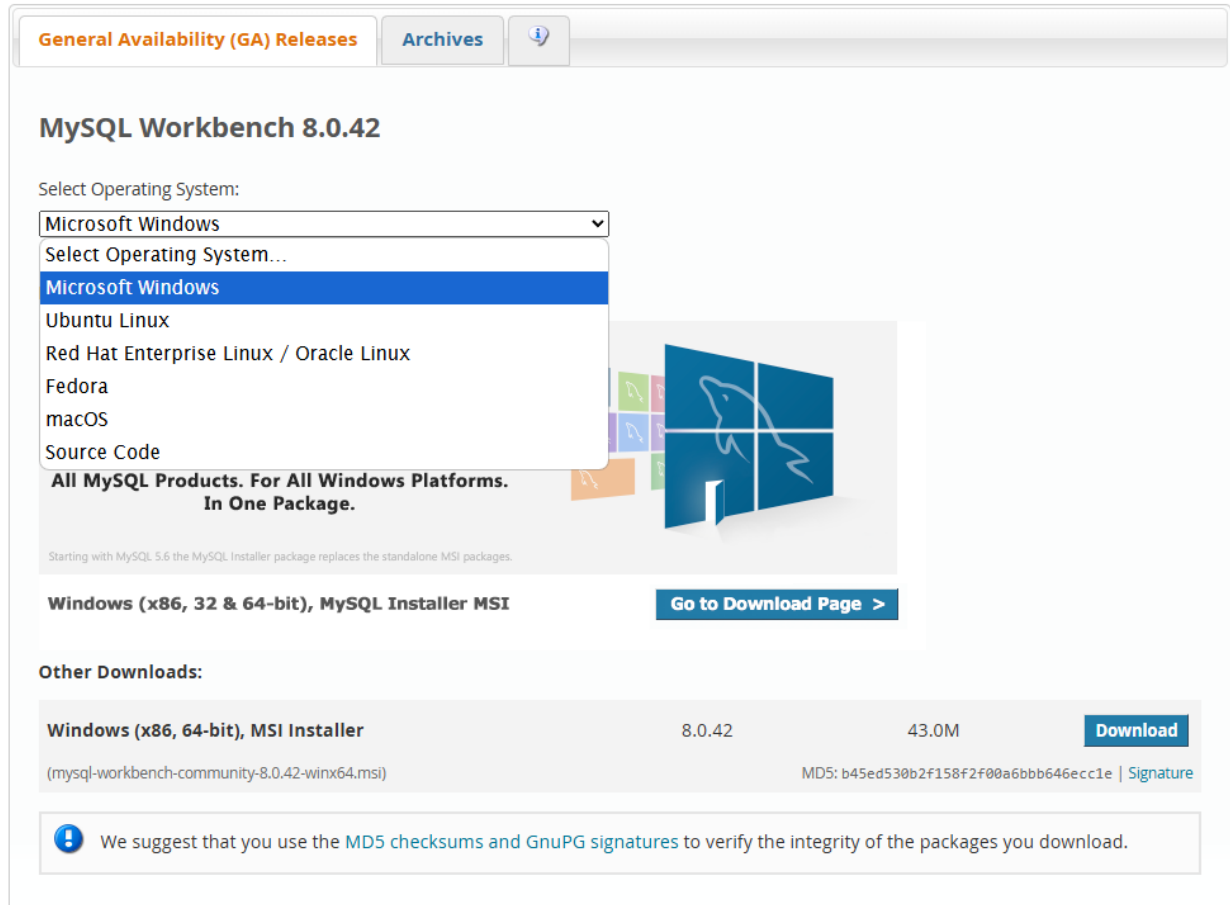 General Availability (GA) Releases
Archives
MySQL Workbench 8.0.42
Select Operating System:
Microsoft Windows
Select Operating System...
Microsoft Windows
Ubuntu Linux
Red Hat Enterprise Linux / Oracle Linux
Fedora
macOS
Source Code
All MySQL Products. For All Windows Platforms.
In One Package.
Starting with MySQL 5.6 the MySQL Installer package replaces the standalone MSI packages.
Windows (x86, 32 & 64-bit), MySQL Installer MSI
Go to Download Page >
Other Downloads:
Windows (x86, 64-bit), MSI Installer 8.0.42 43.0M Download
(mysql-workbench-community-8.0.42-winx64.msi) MD5: b45ed530b2f158f2f00a6bbb646ecc1e | Signature
We suggest that you use the MD5 checksums and GnuPG signatures to verify the integrity of the packages you download.